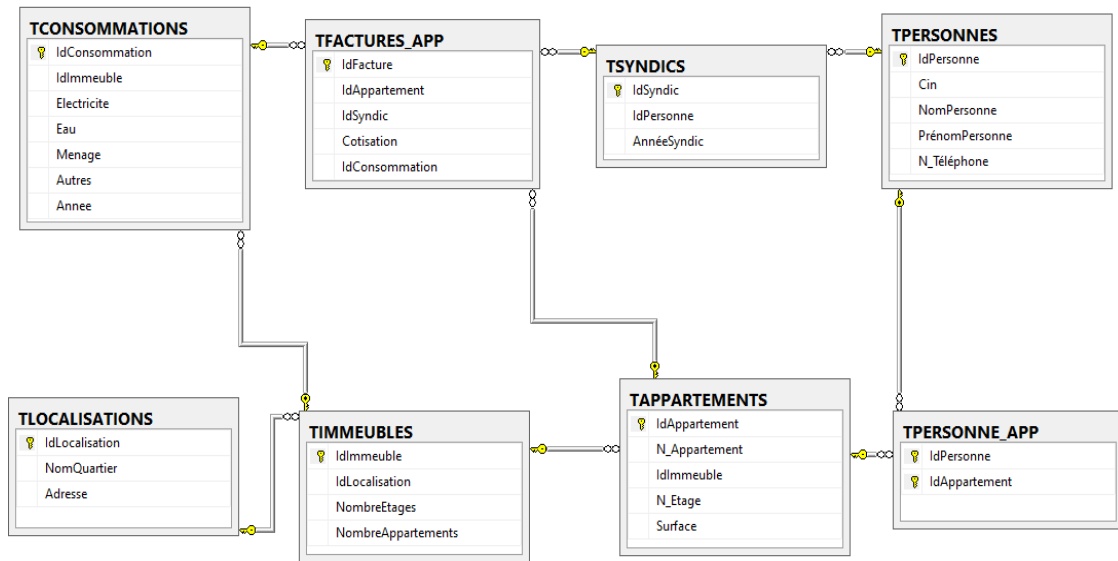 TCONSOMMATIONS
IdConsommation
IdImmeuble
Electricite
Eau
Menage
Autres
Annee
TFACTURES_APP
IdFacture
IdAppartement
IdSyndic
Cotisation
IdConsommation
TSYNDICS
IdSyndic
IdPersonne
AnnéeSyndic
TPERSONNES
IdPersonne
Cin
NomPersonne
PrénomPersonne
N_Téléphone
TLOCALISATIONS
IdLocalisation
NomQuartier
Adresse
TIMMEUBLES
IdImmeuble
IdLocalisation
NombreEtages
NombreAppartements
TAPPARTEMENTS
IdAppartement
N_Appartement
IdImmeuble
N_Etage
Surface
TPERSONNE_APP
IdPersonne
IdAppartement